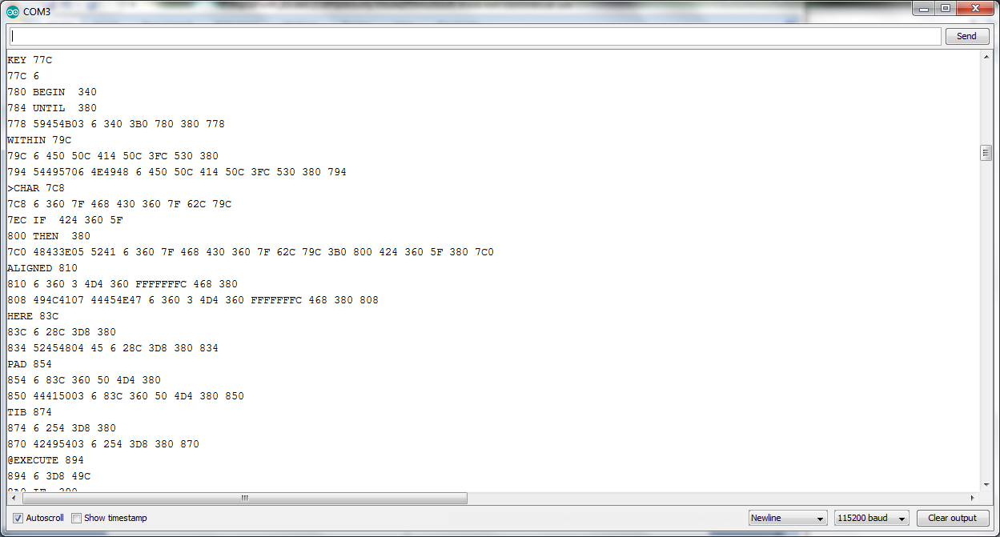 COM3
Send
KEY 77C
77C 6
780 BEGIN  340
784 UNTIL  380
778 59454B03 6 340 3B0 780 380 778
WITHIN 79C
79C 6 450 50C 414 50C 3FC 530 380
794 54495706 4E4948 6 450 50C 414 50C 3FC 530 380 794
>CHAR 7C8
7C8 6 360 7F 468 430 360 7F 62C 79C
7EC IF  424 360 5F
800 THEN  380
7C0 48433E05 5241 6 360 7F 468 430 360 7F 62C 79C 3B0 800 424 360 5F 380 7C0
ALIGNED 810
810 6 360 3 4D4 360 FFFFFFFC 468 380
808 494C4107 44454E47 6 360 3 4D4 360 FFFFFFFC 468 380 808
HERE 83C
83C 6 28C 3D8 380
834 52454804 45 6 28C 3D8 380 834
PAD 854
854 6 83C 360 50 4D4 380
850 44415003 6 83C 360 50 4D4 380 850
TIB 874
874 6 254 3D8 380
870 42495403 6 254 3D8 380 870
@EXECUTE 894
894 6 3D8 49C
Autoscroll Show timestamp Newline 115200 baud Clear output